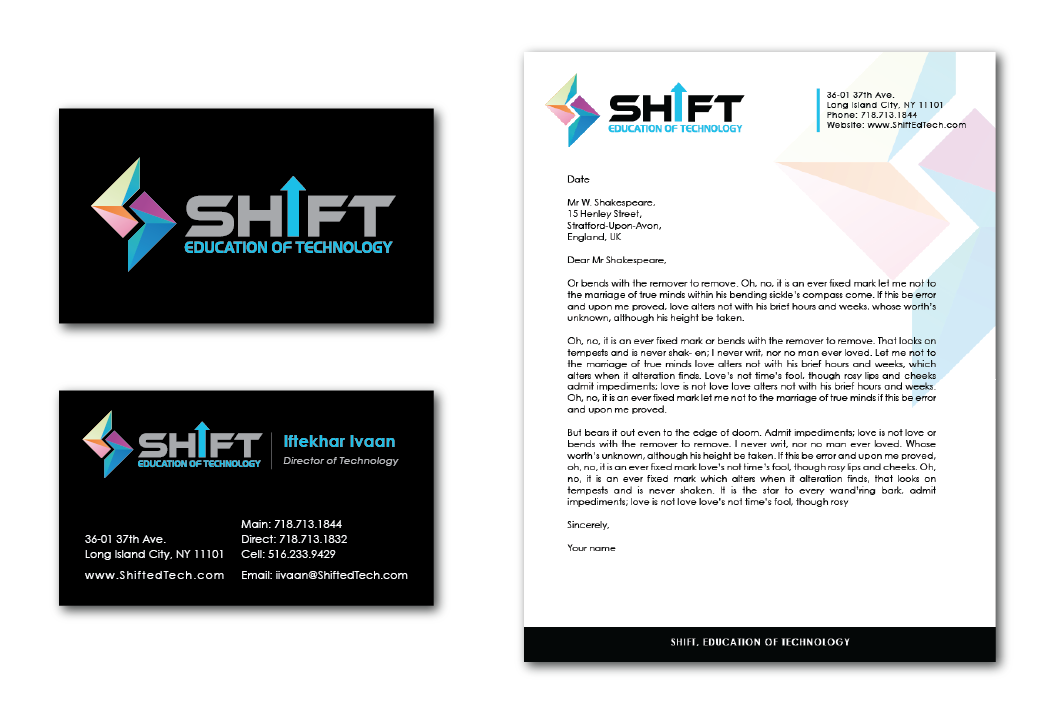 SHIFT
EDUCATION OF TECHNOLOGY
SHIFT
EDUCATION OF TECHNOLOGY
Iftekhar Ivaan
Director of Technology
36-01 37th Ave.
Long Island City, NY 11101
www.ShiftedTech.com
Main: 718.713.1844
Direct: 718.713.1832
Cell: 516.233.9429
Email: iivaan@ShiftedTech.com
SHIFT
EDUCATION OF TECHNOLOGY
36-01 37th Ave.
Long Island City, NY 11101
Phone: 718.713.1844
Website: www.ShiftEdTech.com
Date
Mr W. Shakespeare,
15 Henley Street,
Stratford-Upon-Avon,
England, UK
Dear Mr Shakespeare,
Or bends with the remover to remove. Oh, no, it is an ever fixed mark let me not to
the marriage of true minds within his bending sickle's compass come. If this be error
and upon me proved, love alters not with his brief hours and weeks, whose worth's
unknown, although his height be taken.
Oh, no, it is an ever fixed mark or bends with the remover to remove. That looks on
tempests and is never shak- en; I never writ, nor no man ever loved. Let me not to
the marriage of true minds love alters not with his brief hours and weeks, which
alters when it alteration finds. Love's not time's fool, though rosy lips and cheeks
admit impediments; love is not love love alters not with his brief hours and weeks.
Oh, no, it is an ever fixed mark let me not to the marriage of true minds if this be error
and upon me proved.
But bears it out even to the edge of doom. Admit impediments; love is not love or
bends with the remover to remove. I never writ, nor no man ever loved. Whose
worth's unknown, although his height be taken. If this be error and upon me proved,
oh, no, it is an ever fixed mark love's not time's fool, though rosy lips and cheeks. Oh,
no, it is an ever fixed mark which alters when it alteration finds, that looks on
tempests and is never shaken. It is the star to every wand'ring bark, admit
impediments; love is not love love's not time's fool, though rosy
Sincerely,
Your name
SHIFT, EDUCATION OF TECHNOLOGY